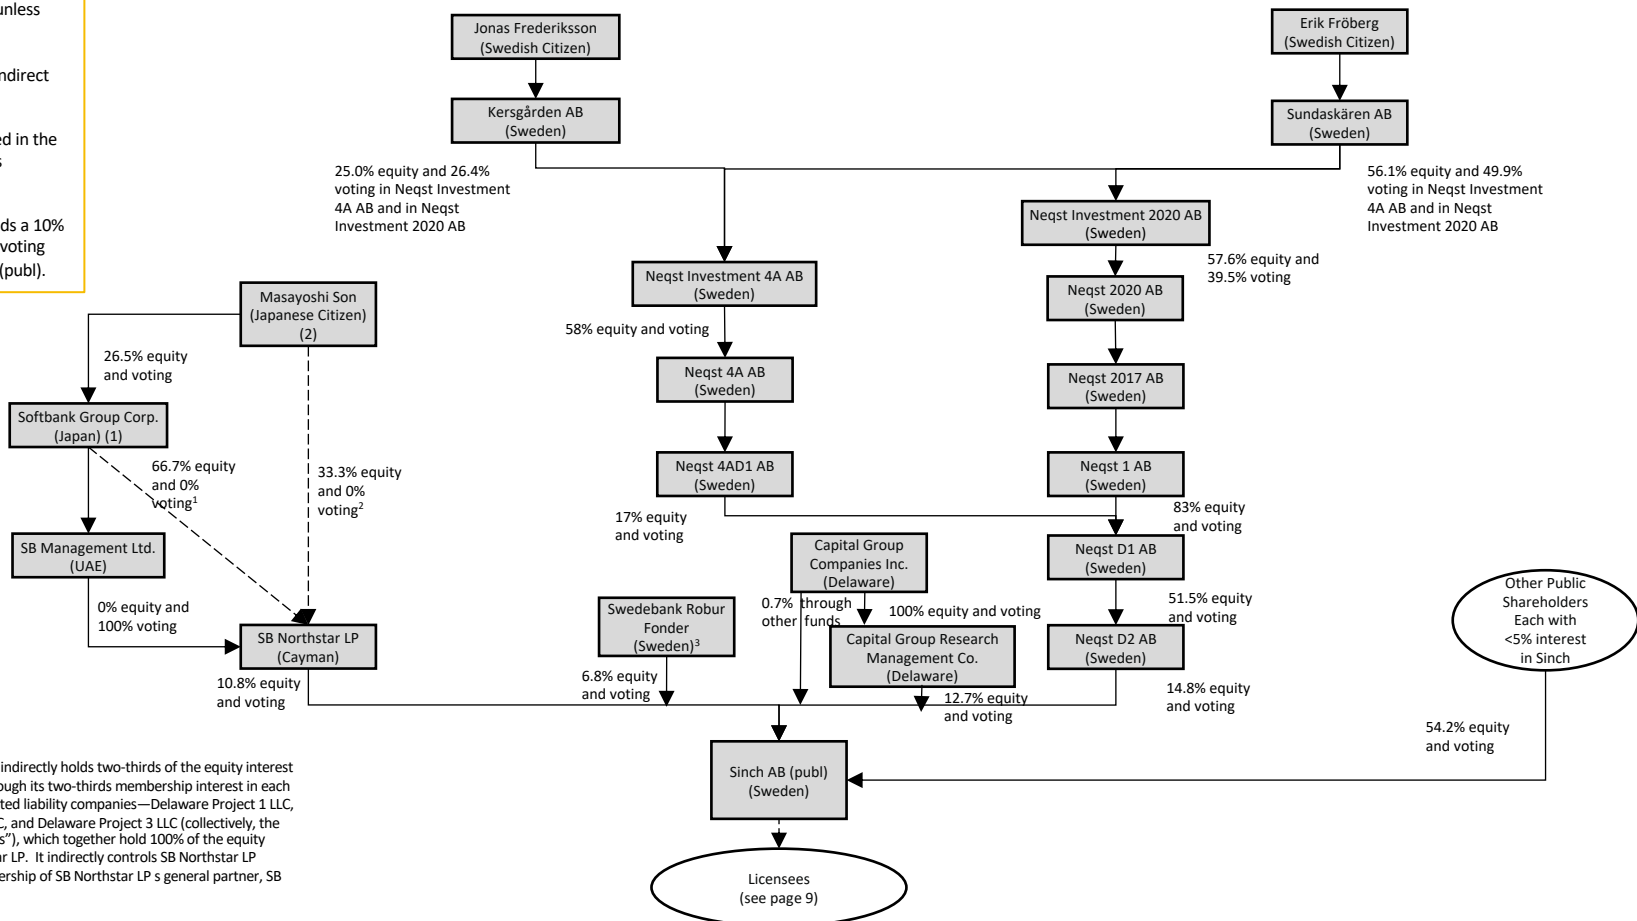 unless
ndirect
ed in the
s
ds a 10%
voting
(publ).
Jonas Frederiksson
(Swedish Citizen)
Erik Fröberg
(Swedish Citizen)
Kersgården AB
(Sweden)
Sundaskären AB
(Sweden)
25.0% equity and 26.4%
voting in Neqst Investment
4A AB and in Neqst
Investment 2020 AB
56.1% equity and 49.9%
voting in Neqst Investment
4A AB and in Neqst
Investment 2020 AB
Neqst Investment 2020 AB
(Sweden)
57.6% equity and
39.5% voting
Neqst Investment 4A AB
(Sweden)
Neqst 2020 AB
(Sweden)
Masayoshi Son
(Japanese Citizen)
(2)
58% equity and voting
26.5% equity
and voting
Neqst 4A AB
(Sweden)
Neqst 2017 AB
(Sweden)
Softbank Group Corp.
(Japan) (1)
66.7% equity
and 0%
voting1
33.3% equity
and 0%
voting2
Neqst 4AD1 AB
(Sweden)
Neqst 1 AB
(Sweden)
17% equity
and voting
83% equity
and voting
SB Management Ltd.
(UAE)
Capital Group
Companies Inc.
(Delaware)
Neqst D1 AB
(Sweden)
0% equity and
100% voting
Swedebank Robur
Fonder
(Sweden)3
0.7% through
other funds
100% equity and voting
51.5% equity
and voting
Other Public
Shareholders
Each with
<5% interest
in Sinch
SB Northstar LP
(Cayman)
Capital Group Research
Management Co.
(Delaware)
Neqst D2 AB
(Sweden)
10.8% equity
and voting
6.8% equity
and voting
12.7% equity
and voting
14.8% equity
and voting
54.2% equity
and voting
Sinch AB (publ)
(Sweden)
indirectly holds two-thirds of the equity interest
ough its two-thirds membership interest in each
ted liability companies—Delaware Project 1 LLC,
C, and Delaware Project 3 LLC (collectively, the
s”), which together hold 100% of the equity
ar LP. It indirectly controls SB Northstar LP
ership of SB Northstar LP s general partner, SB
Licensees
(see page 9)